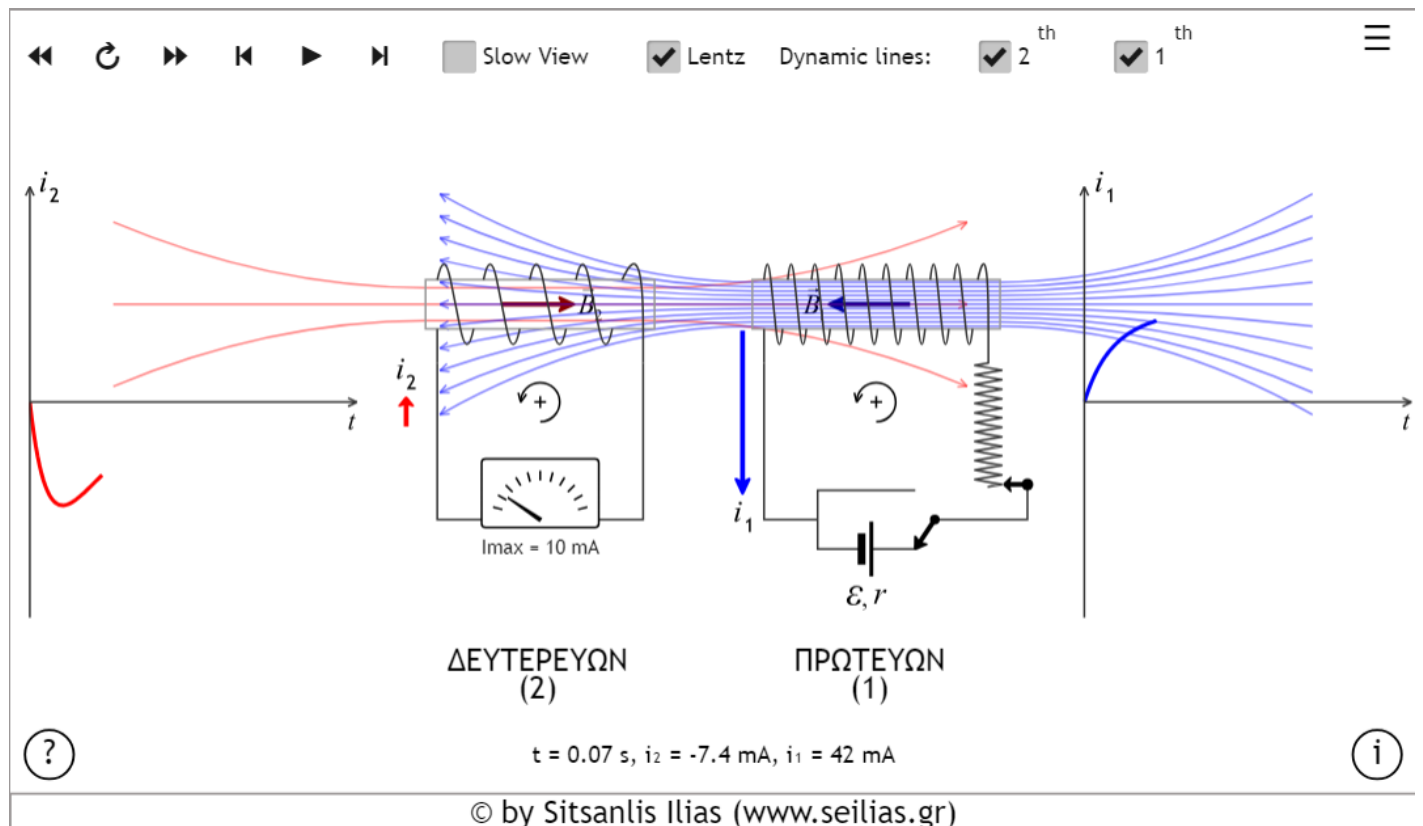 Slow View Lentz Dynamic lines: 2 th 1 th
i2 i1
B2 B
i2 + +
t t
i1
Imax = 10 mA
ε, r
ΔΕΥΤΕΡΕΥΩΝ ΠΡΩΤΕΥΩΝ
(2) (1)
? t = 0.07 s, i2 = -7.4 mA, i1 = 42 mA i
© by Sitsanlis Ilias (www.seilias.gr)